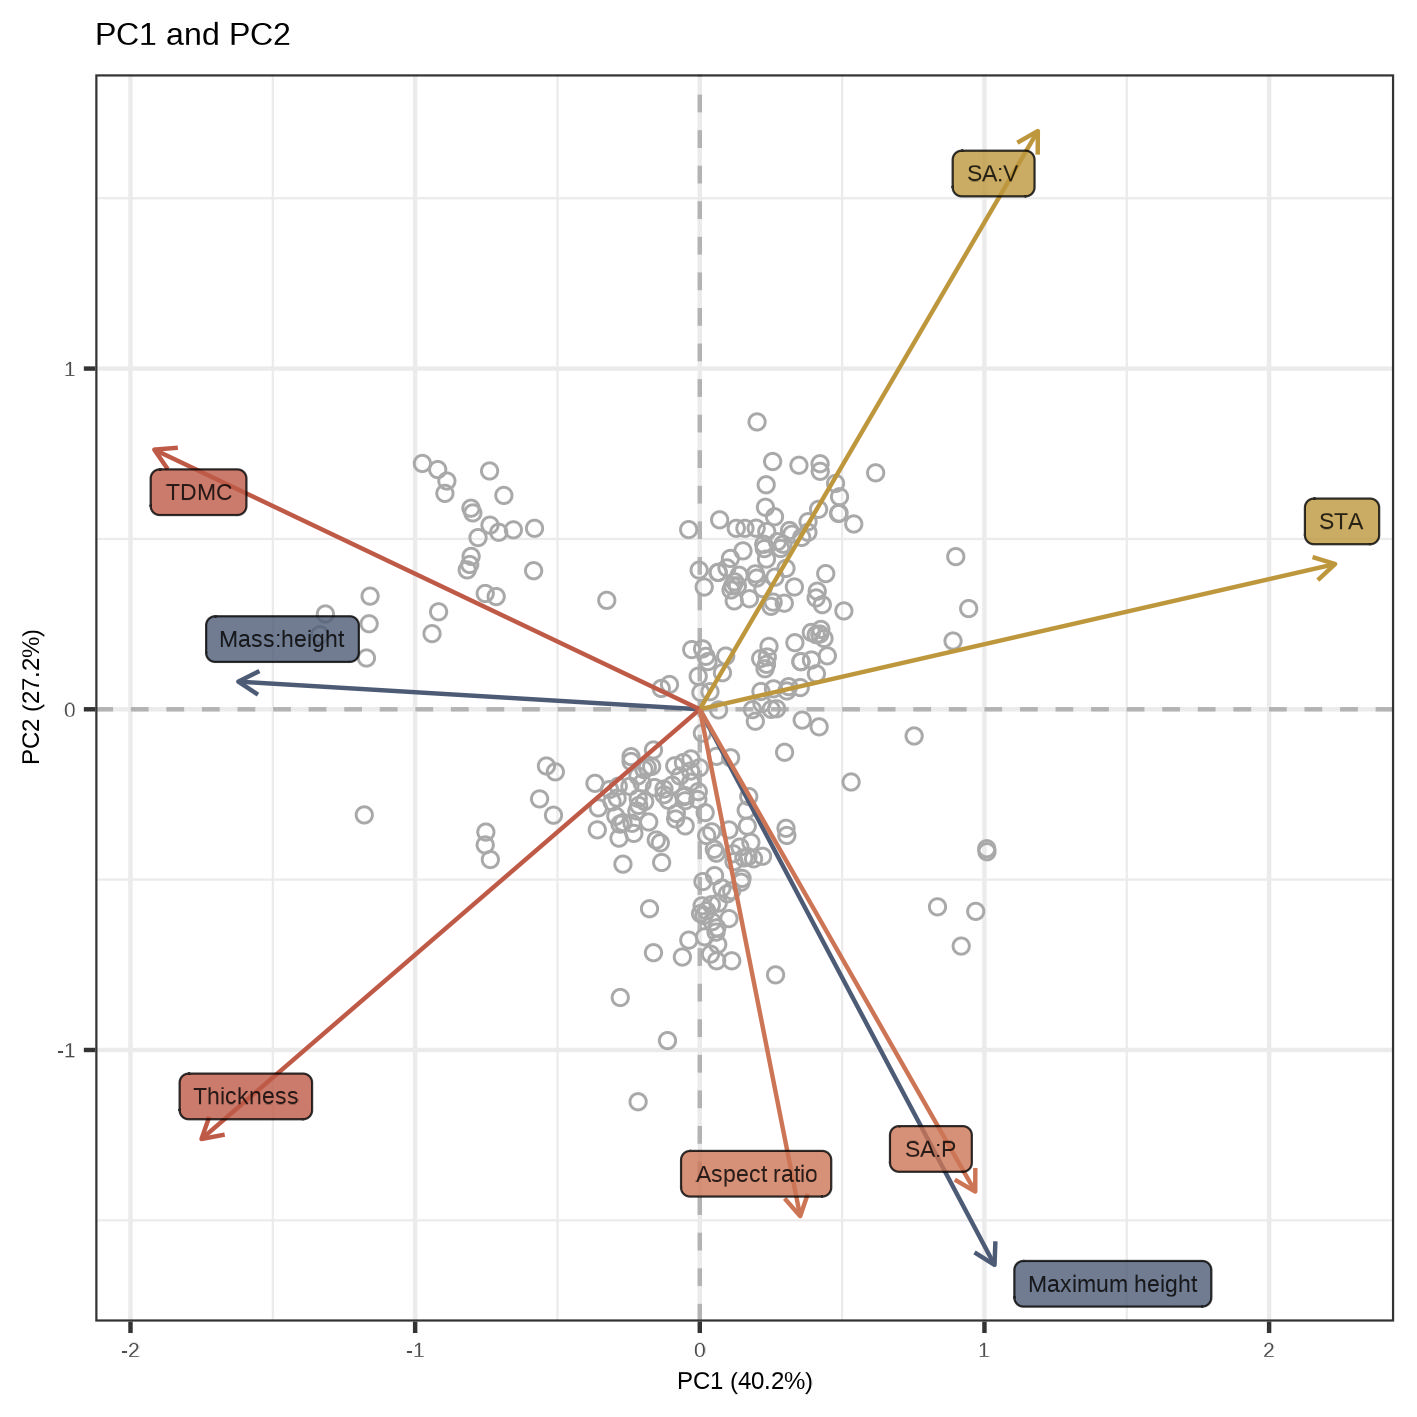 PC1 and PC2
SA:V
1
TDMC
STA
Mass:height
0
PC2 (27.2%)
-1
Thickness
SA:P
Aspect ratio
Maximum height
-2 -1 0 1 2
PC1 (40.2%)